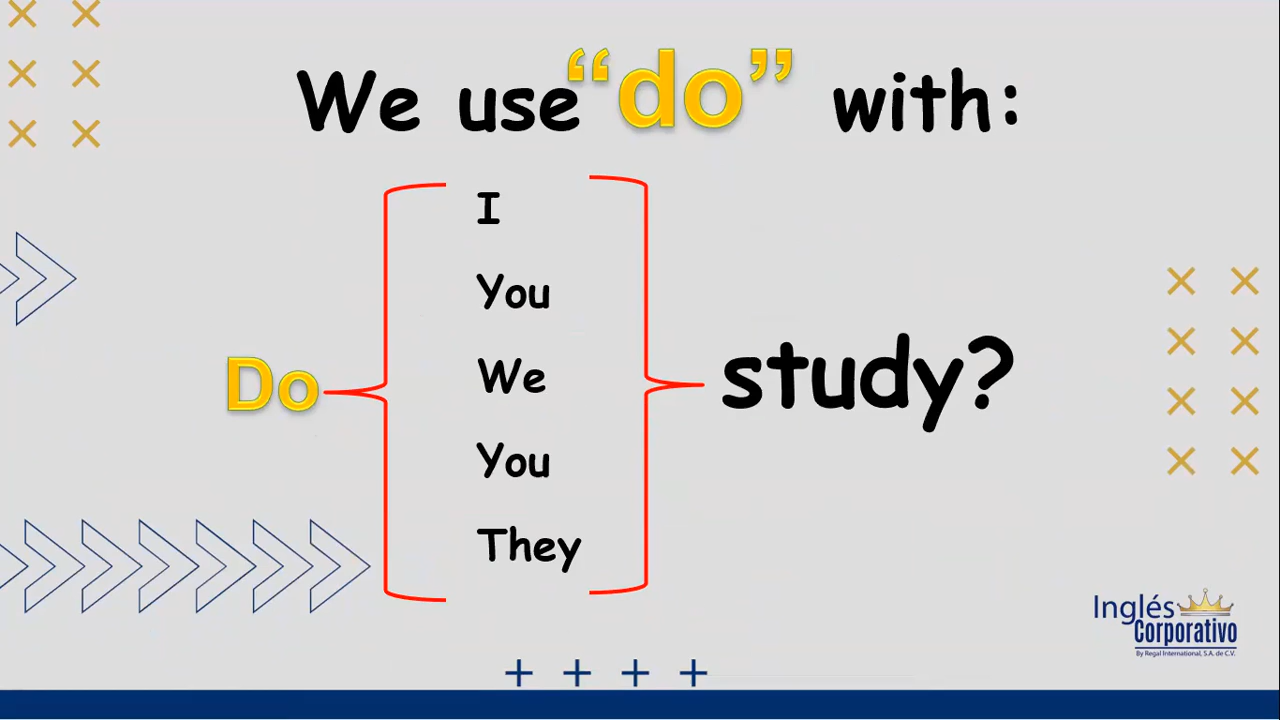 We use “do” with:
I
You
Do
We
study?
You
They
Inglés
Corporativo
By Regal International, S.A. de C.V.